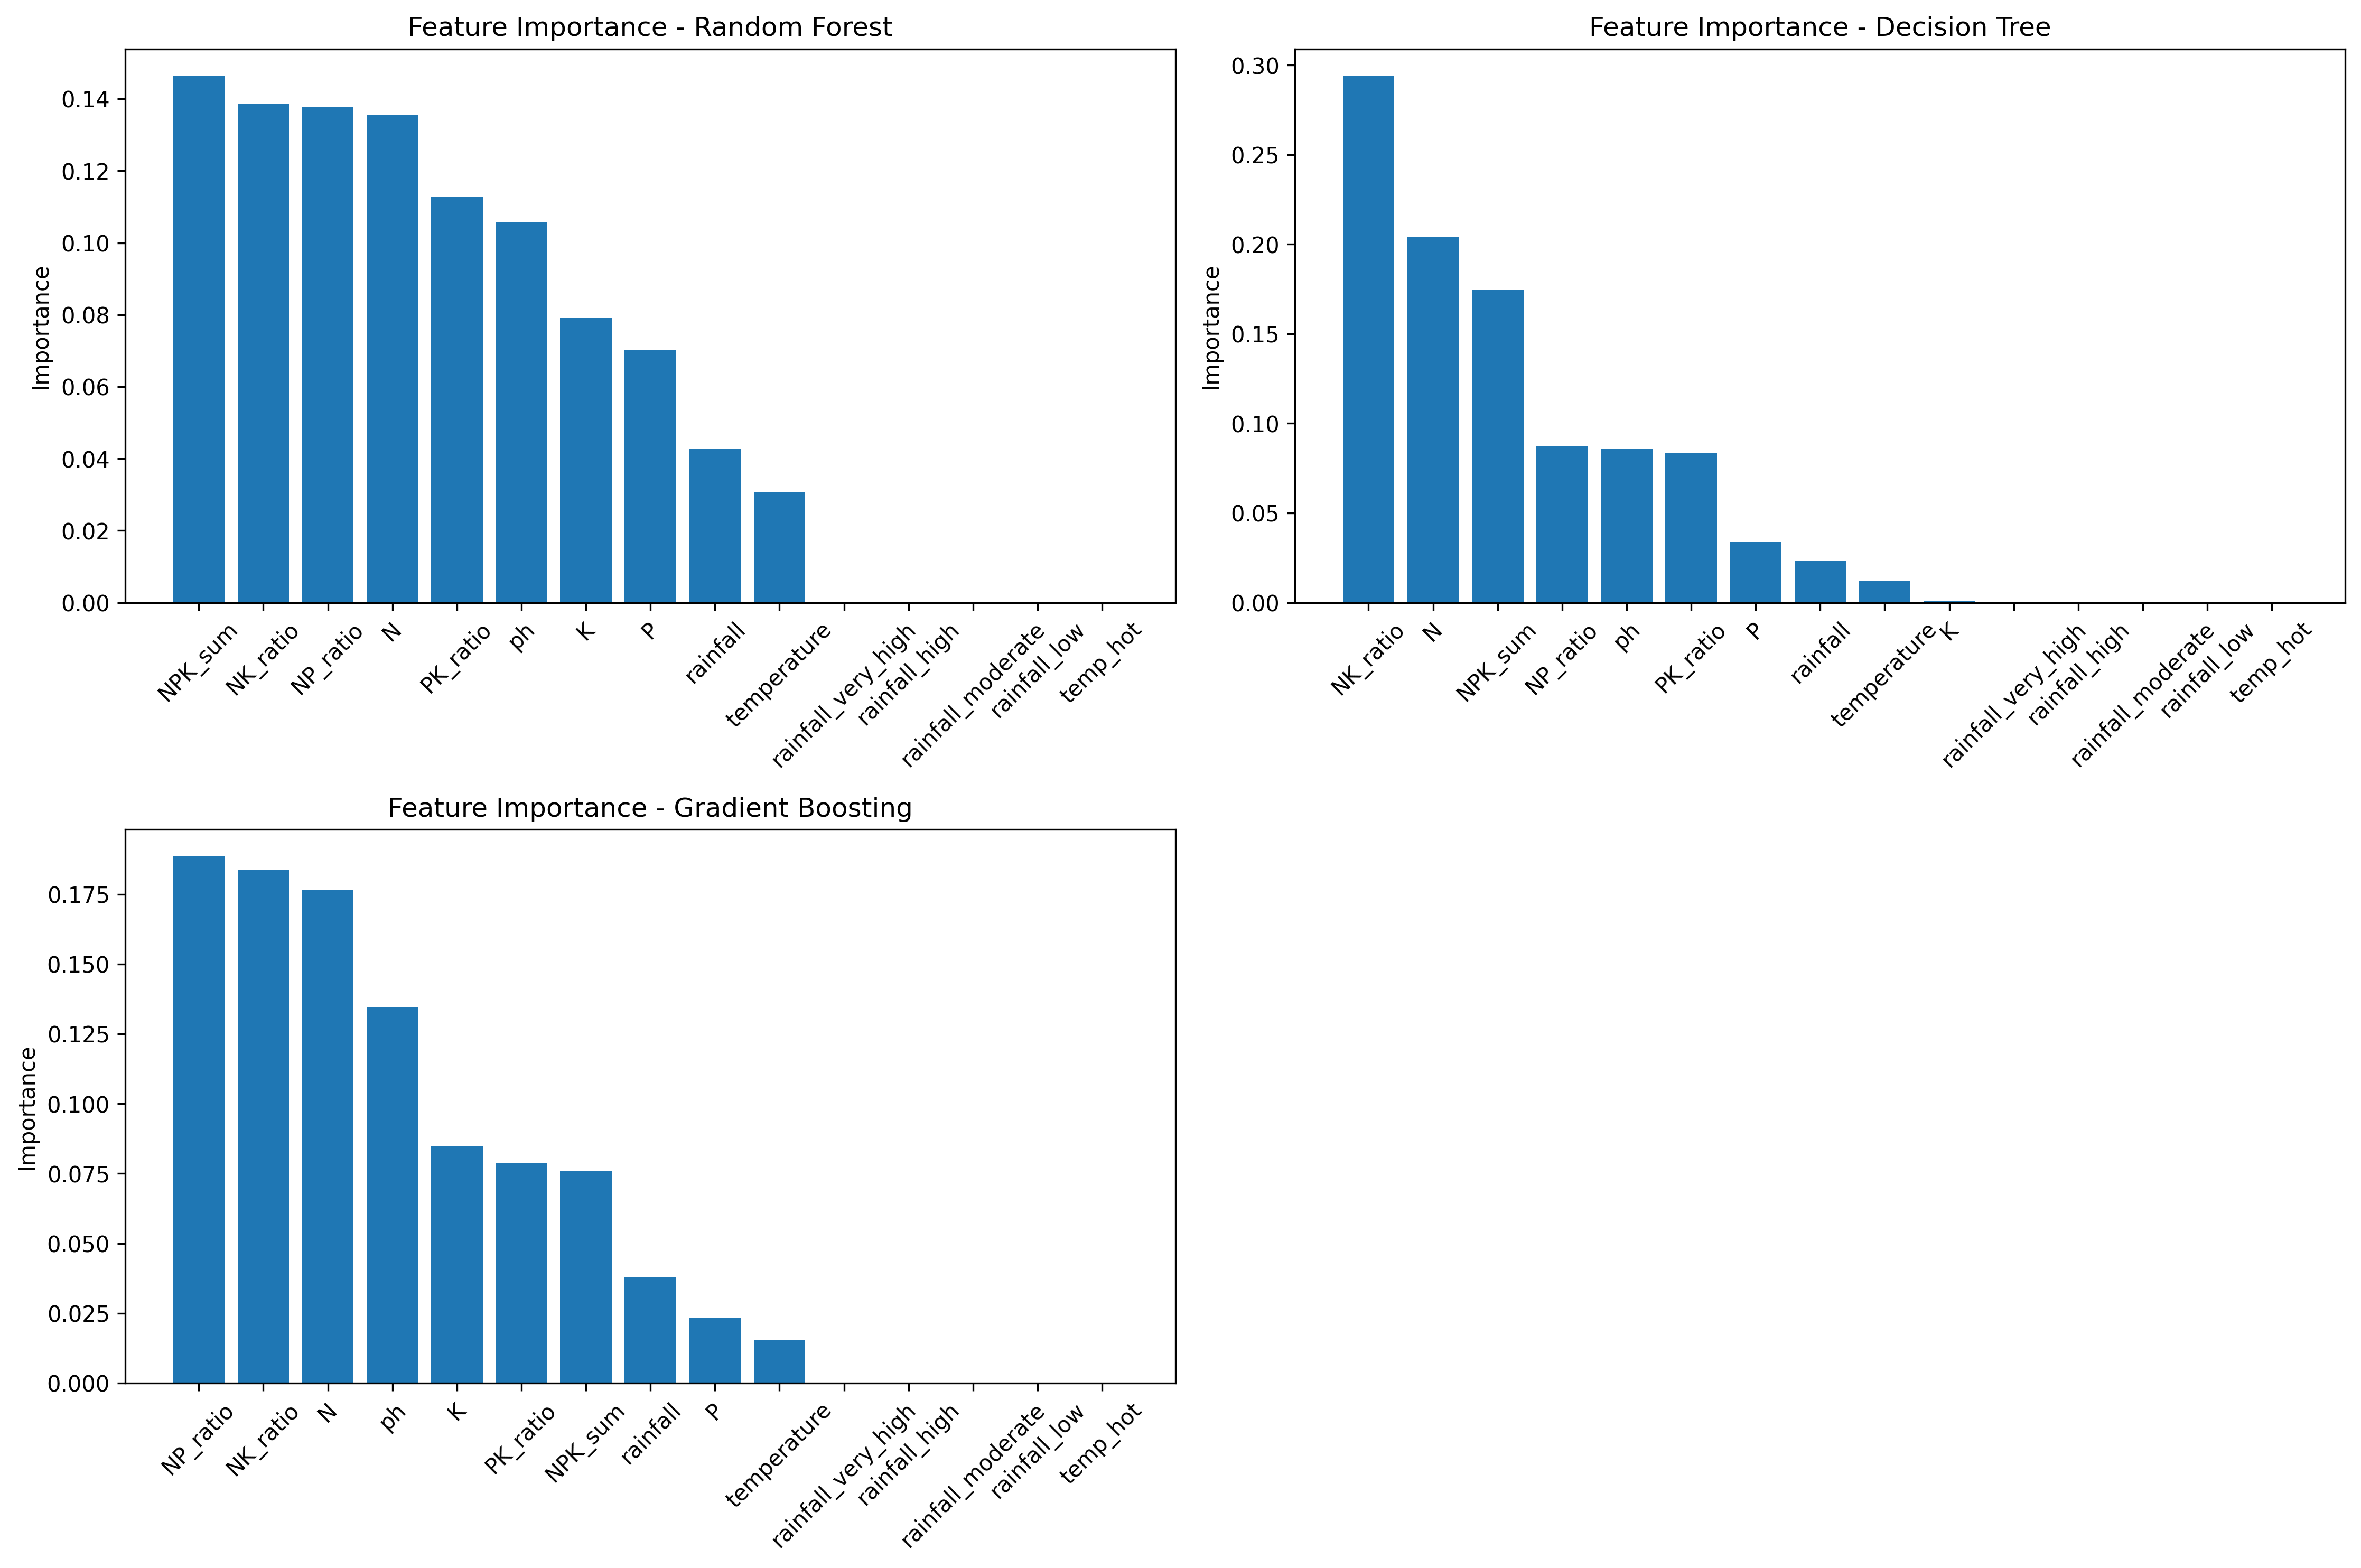 Feature Importance - Random Forest
Importance
0.14
0.12
0.10
0.08
0.06
0.04
0.02
0.00
NPK_sum
NK_ratio
NP_ratio
N
PK_ratio
ph
K
P
rainfall
temperature
rainfall_very_high
rainfall_high
rainfall_moderate
rainfall_low
temp_hot
Feature Importance - Decision Tree
Importance
0.30
0.25
0.20
0.15
0.10
0.05
0.00
NK_ratio
N
NPK_sum
NP_ratio
ph
PK_ratio
P
rainfall
temperature
K
rainfall_very_high
rainfall_high
rainfall_moderate
rainfall_low
temp_hot
Feature Importance - Gradient Boosting
Importance
0.175
0.150
0.125
0.100
0.075
0.050
0.025
0.000
NP_ratio
NK_ratio
N
ph
K
PK_ratio
NPK_sum
rainfall
P
temperature
rainfall_very_high
rainfall_high
rainfall_moderate
rainfall_low
temp_hot